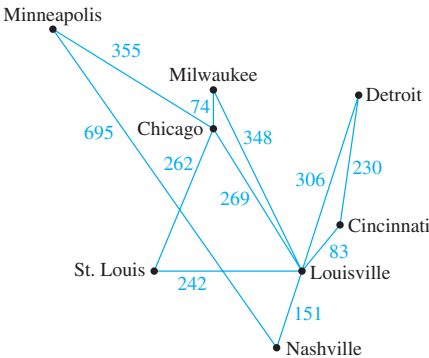 Minneapolis
355
Milwaukee
74
Detroit
Chicago
695
348
262
306
230
269
Cincinnati
83
St. Louis
242
Louisville
151
Nashville